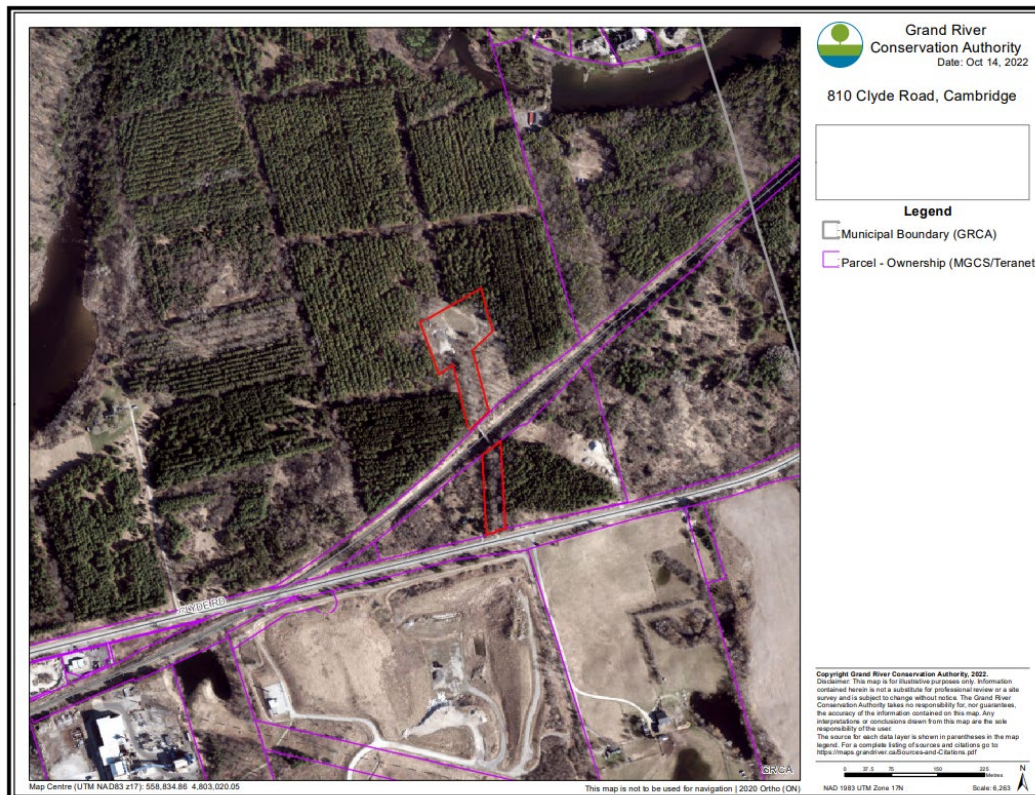 Grand River
Conservation Authority
Date: Oct 14, 2022
810 Clyde Road, Cambridge
Legend
Municipal Boundary (GRCA)
Parcel - Ownership (MGCS/Teranet
CLYDE RD
GRCA
Copyright Grand River Conservation Authority, 2022.
Disclaimer: This map is for illustrative purposes only. Information
contained herein is not a substitute for professional review or a site
survey and is subject to change without notice. The Grand River
Conservation Authority takes no responsibility for, nor guarantees,
the accuracy of the information contained on this map. Any
interpretations or conclusions drawn from this map are the sole
responsibility of the user.
The source for each data layer is shown in parentheses in the map
legend. For a complete listing of sources and citations go to:
https://maps.grandriver.ca/Sources-and-Citations.pdf
0 37.5 75 150 225
Metres
N
NAD 1983 UTM Zone 17N Scale: 6,263
Map Centre (UTM NAD83 z17): 558,834.86 4,803,020.05
This map is not to be used for navigation | 2020 Ortho (ON)